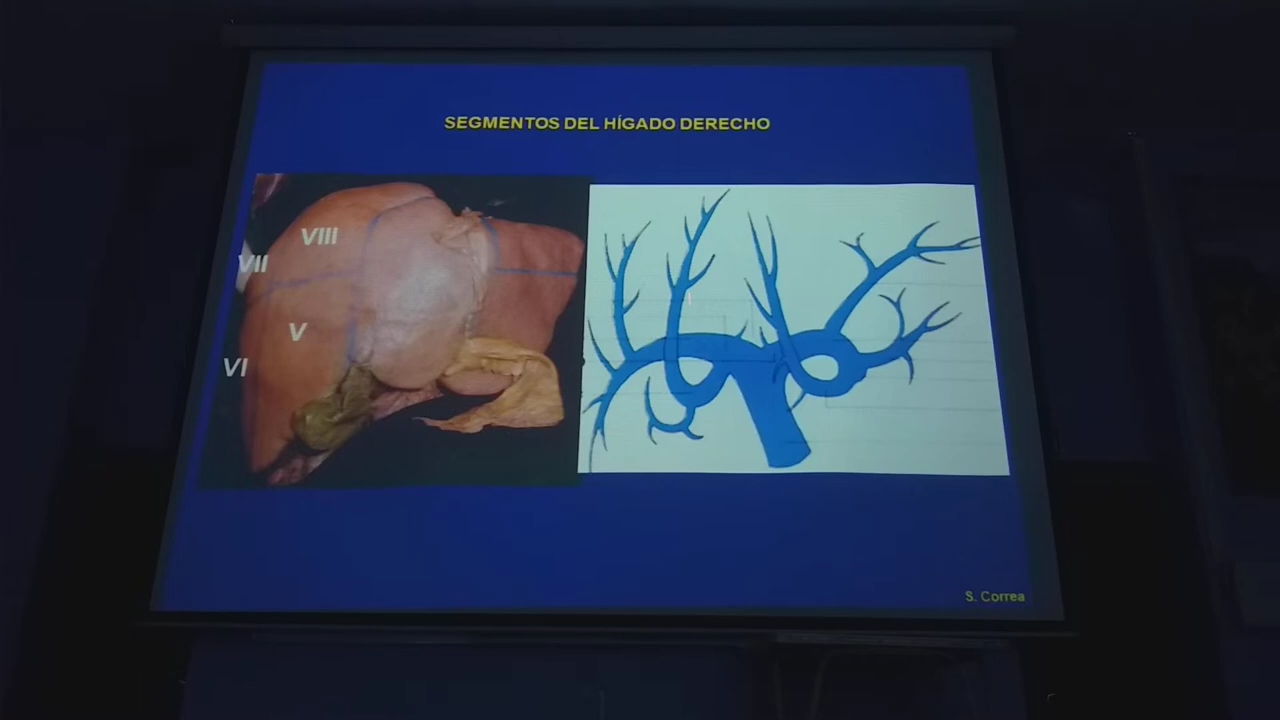 SEGMENTOS DEL HÍGADO DERECHO
VIII
VII
V
VI
S. Correa